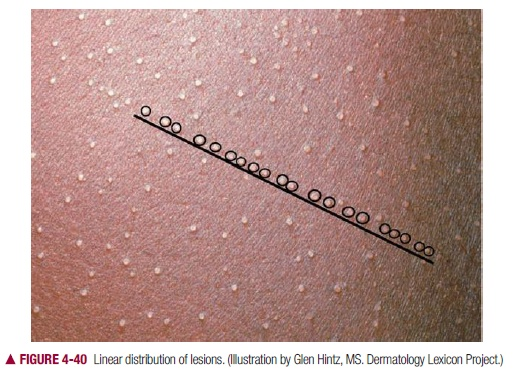 ▲ FIGURE 4-40 Linear distribution of lesions. (Illustration by Glen Hintz, MS. Dermatology Lexicon Project.)